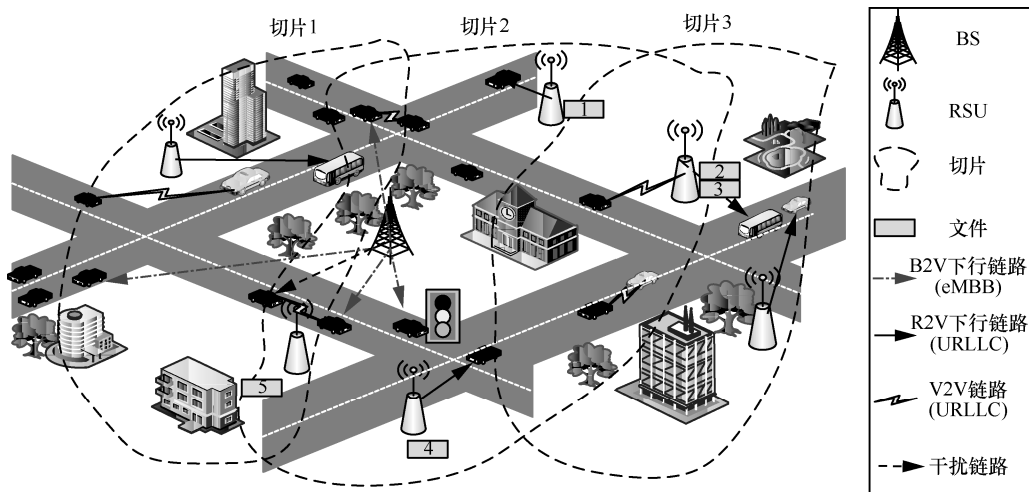 切片1
切片2
切片3
1
2
3
4
5
BS
RSU
切片
文件
B2V下行链路
(eMBB)
R2V下行链路
(URLLC)
V2V链路
(URLLC)
干扰链路